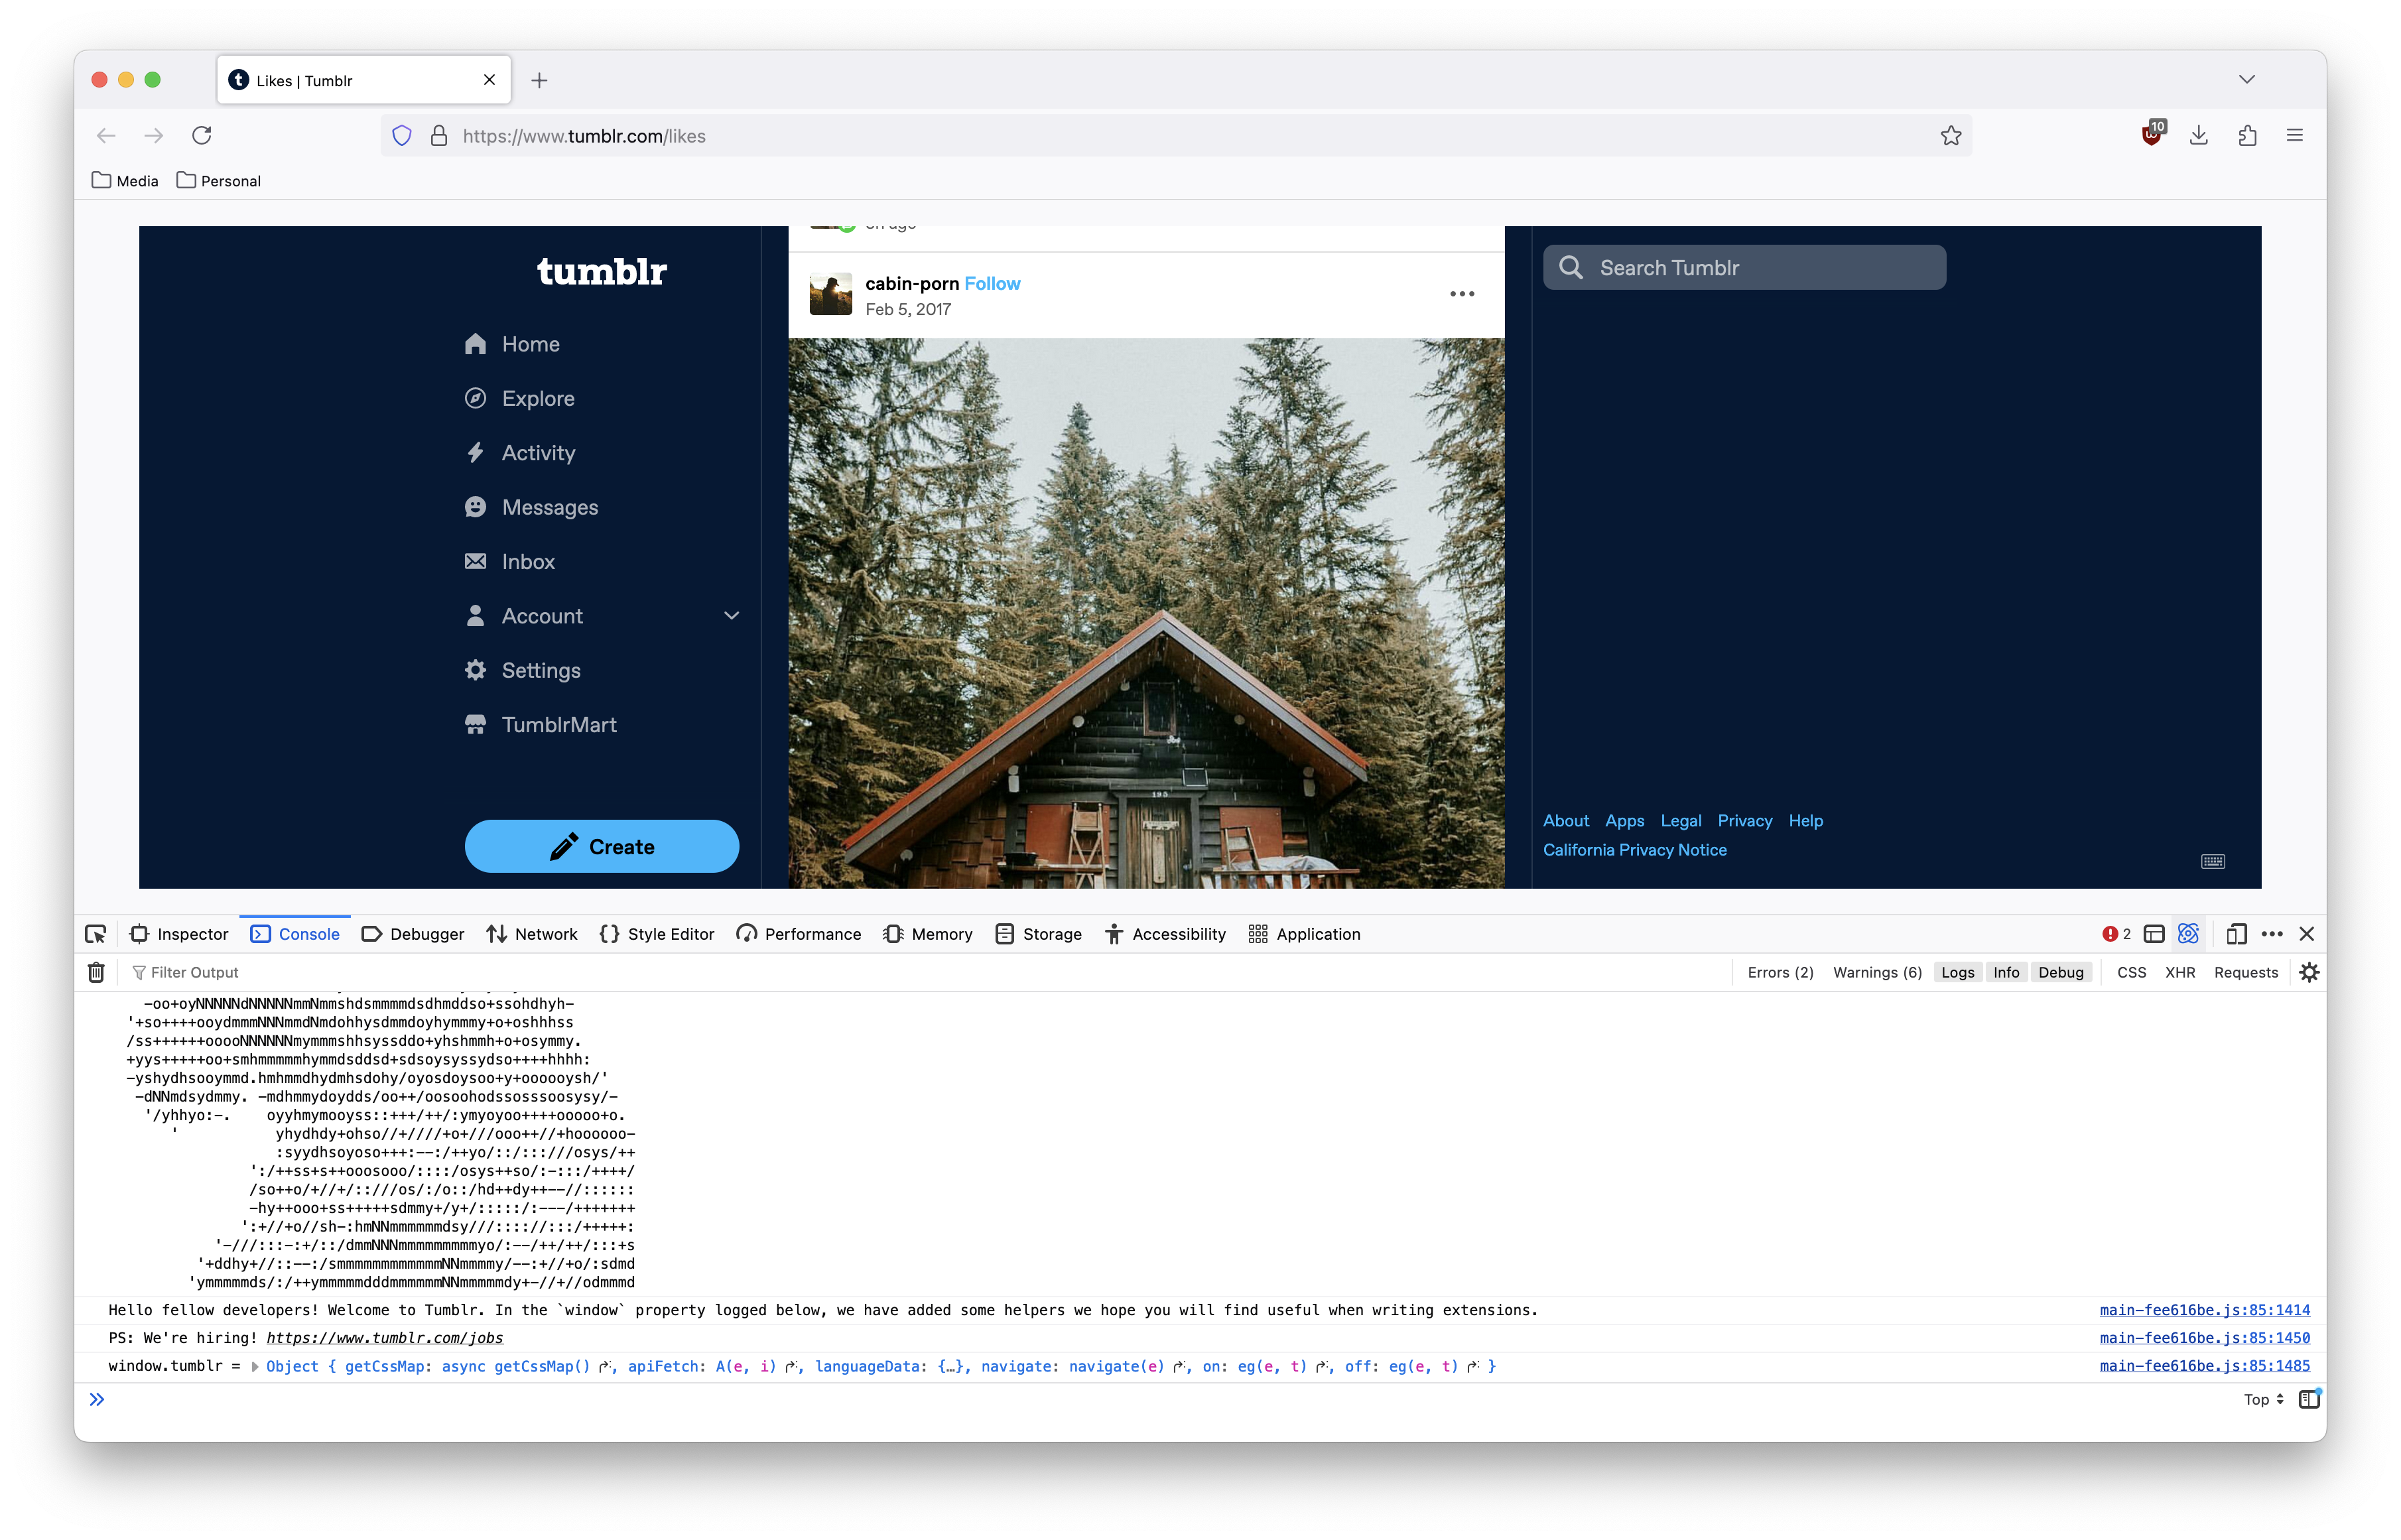 Likes | Tumblr
https://www.tumblr.com/likes
10
Media
Personal
tumblr
Home
Explore
Activity
Messages
Inbox
Account
Settings
TumblrMart
Create
cabin-porn Follow
Feb 5, 2017
195
Search Tumblr
About Apps Legal Privacy Help
California Privacy Notice
Inspector Console Debugger Network Style Editor Performance Memory Storage Accessibility Application
2
Filter Output
Errors (2) Warnings (6) Logs Info Debug CSS XHR Requests
-oo+oyNNNNNdNNNNNmmNmmshdsmmmmdsdhmddso+ssohdhyh-
'+so++++ooydmmmNNNmmdNmdohhysdmmdoyhymmmy+o+oshhhss
/ss++++++ooooNNNNNNmymmmshhsyssddo+yhshmmh+o+osymmy.
+yys+++++oo+smhmmmmmhymmdsddsd+sdsoysyssydso++++hhhh:
-yshydhsooymmd.hmhmmdhydmhsdohy/oyosdoysoo+y+oooooysh/'
-dNNmdsydmmy. -mdhmmydoydds/oo++/oosoohodssosssoosysy/-
'/yhhyo:-.    oyyhmymooyss::+++/++/:ymyoyoo++++ooooo+o.
'           yhydhdy+ohso//+////+o+///ooo++//+hoooooo-
:syydhsoyoso+++:--:/++yo/::/:::///osys/++
':/++ss+s++ooosooo/::::/osys++so/:-:::/++++/
/so++o/+//+/::///os/:/o::/hd++dy++--//::::::
-hy++ooo+ss+++++sdmmy+/y+/:::::/:---/+++++++
':+//+o//sh-:hmNNmmmmmmdsy///:::://:::/+++++:
'-///:::-:+/::/dmmNNNmmmmmmmmmyo/:--/++/++/:::+s
'+ddhy+//::--:/smmmmmmmmmmmmNNmmmmy/--:+//+o/:sdmd
'ymmmmmds/:/++ymmmmmdddmmmmmmNNmmmmmdy+-//+//odmmmd
Hello fellow developers! Welcome to Tumblr. In the `window` property logged below, we have added some helpers we hope you will find useful when writing extensions. main-fee616be.js:85:1414
PS: We're hiring! https://www.tumblr.com/jobs main-fee616be.js:85:1450
window.tumblr = Object { getCssMap: async getCssMap(), apiFetch: A(e, i), languageData: {…}, navigate: navigate(e), on: eg(e, t), off: eg(e, t) } main-fee616be.js:85:1485
Top